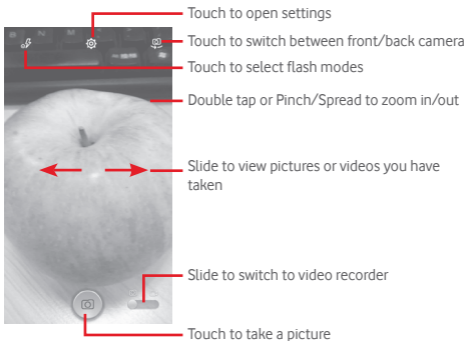 Touch to open settings
Touch to switch between front/back camera
Touch to select flash modes
Double tap or Pinch/Spread to zoom in/out
Slide to view pictures or videos you have
taken
Slide to switch to video recorder
Touch to take a picture